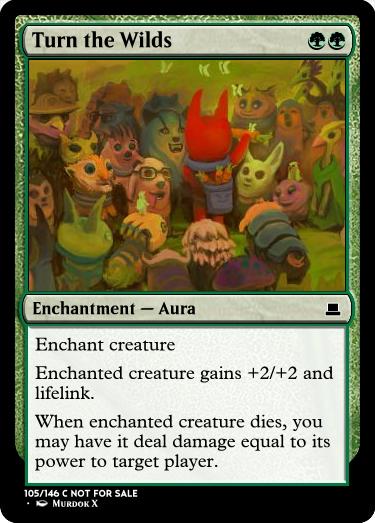 Turn the Wilds
Enchantment — Aura
Enchant creature
Enchanted creature gains +2/+2 and
lifelink.
When enchanted creature dies, you
may have it deal damage equal to its
power to target player.
105/146 C NOT FOR SALE
· Murdok X